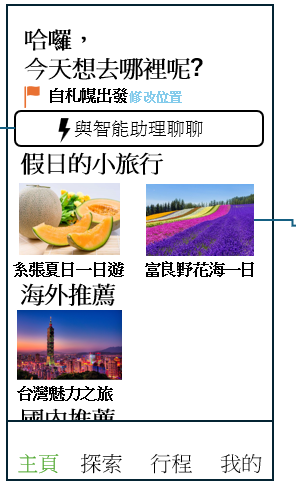 哈囉，
今天想去哪裡呢?
自札幌出發 修改位置
與智能助理聊聊
假日的小旅行
糸張夏日一日遊
富良野花海一日
海外推薦
台灣魅力之旅
國內推薦
主頁
探索
行程
我的